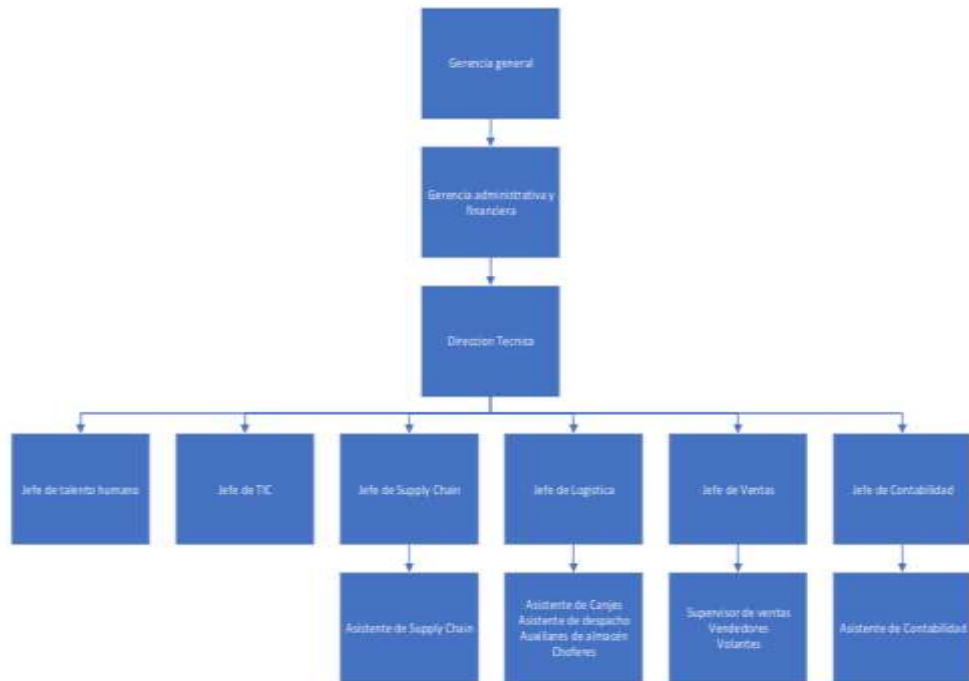 Gerencia general
Gerencia administrativa y
financiera
Direccion Tecnica
Jefe de talento humano
Jefe de TIC
Jefe de Supply Chain
Jefe de Logística
Jefe de Ventas
Jefe de Contabilidad
Asistente de Supply Chain
Asistente de Canjes
Asistente de despacho
Auxiliares de almacén
Choferes
Supervisor de ventas
Vendedores
Volantes
Asistente de Contabilidad